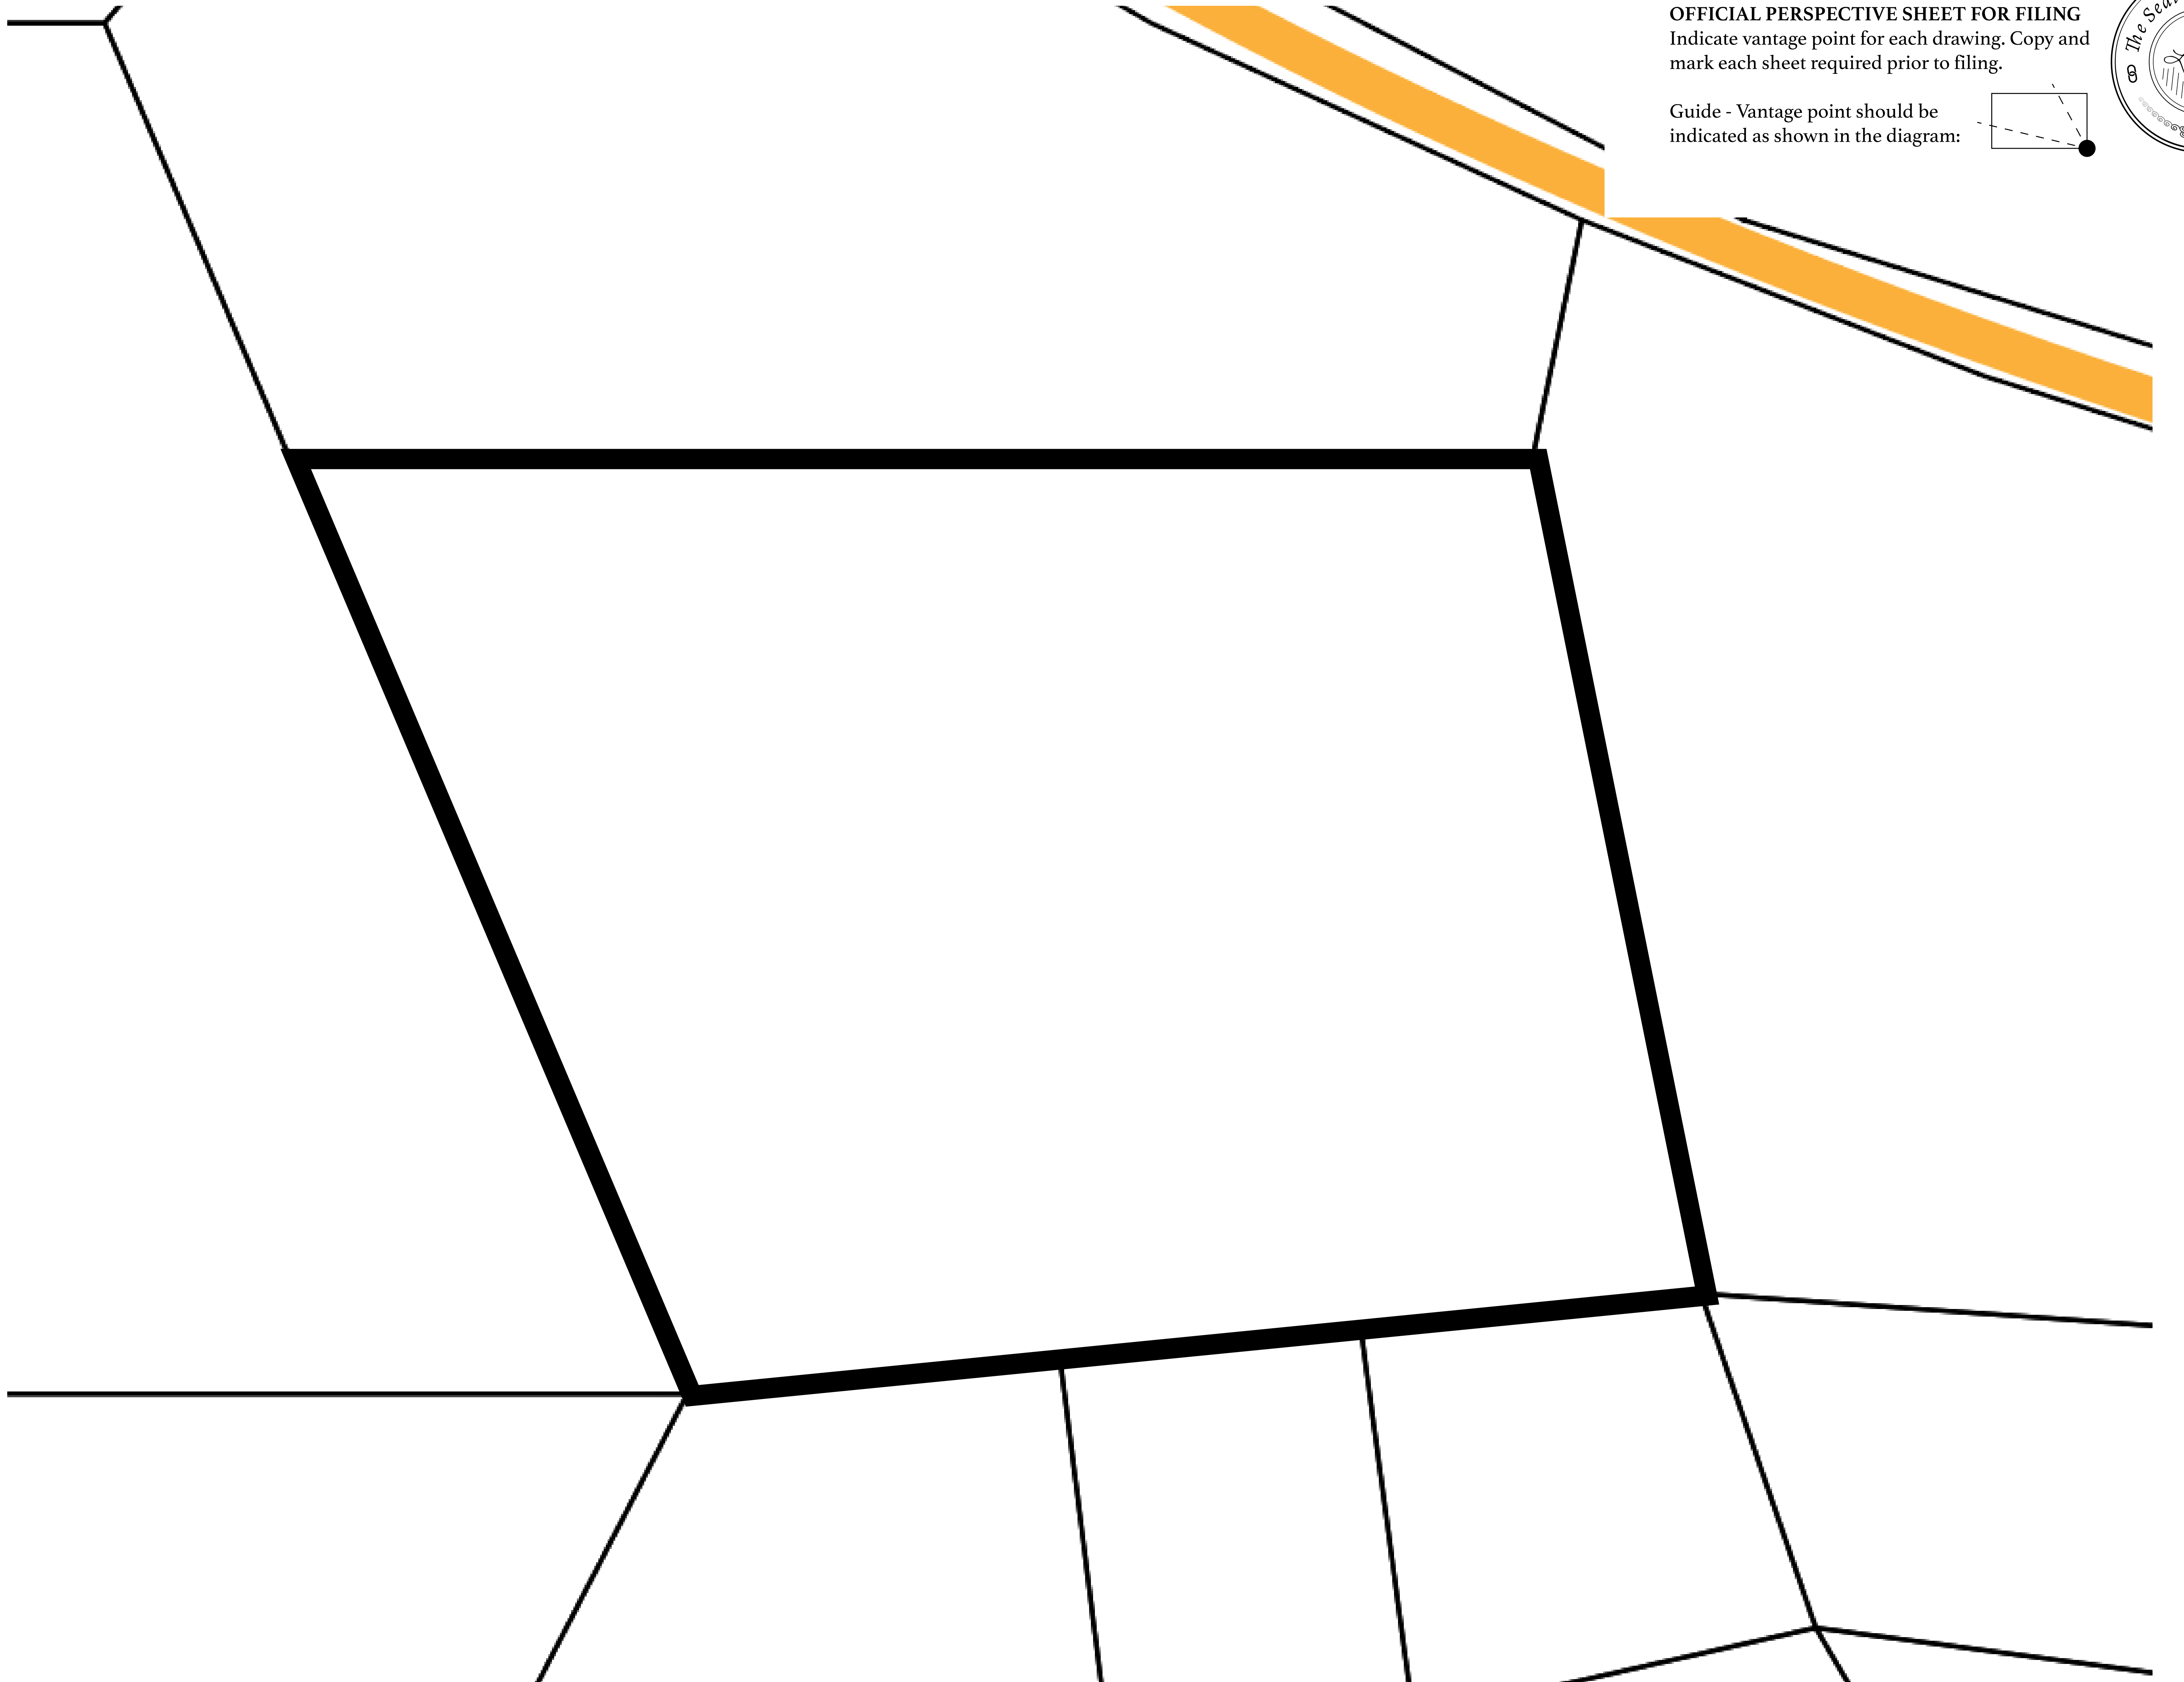 OFFICIAL PERSPECTIVE SHEET FOR FILING
Indicate vantage point for each drawing. Copy and
mark each sheet required prior to filing.
Guide - Vantage point should be
indicated as shown in the diagram:
The